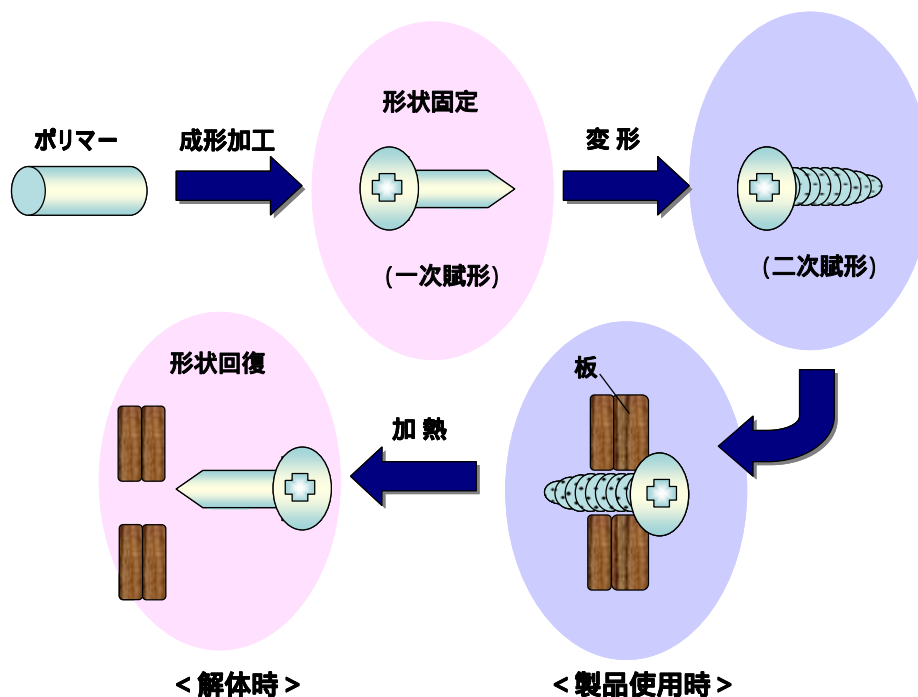 ポリマー
成形加工
形状固定
(一次賦形)
変 形
(二次賦形)
板
加 熱
形状回復
＜製品使用時＞
＜解体時＞